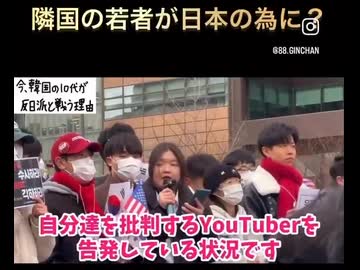 隣国の若者が日本の為に？
@88.GINCHAN
今、韓国の10代が
反日派と戦う理由
自分達を批判するYouTuberを
告発している状況です